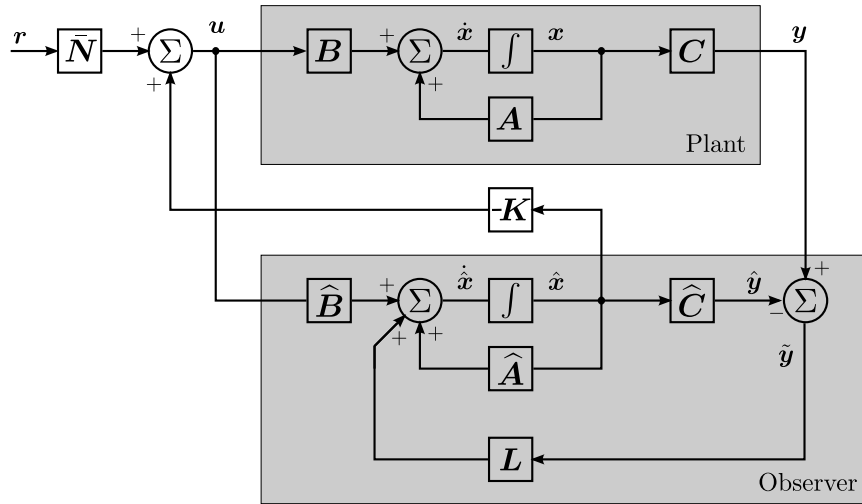 r N̄ + Σ u B + Σ ẋ ∫ x C y
+ +
A
Plant
-K
B̂ + Σ x̂̇ ∫ x̂ Ĉ ŷ − Σ +
+ +
Â ỹ
L
Observer